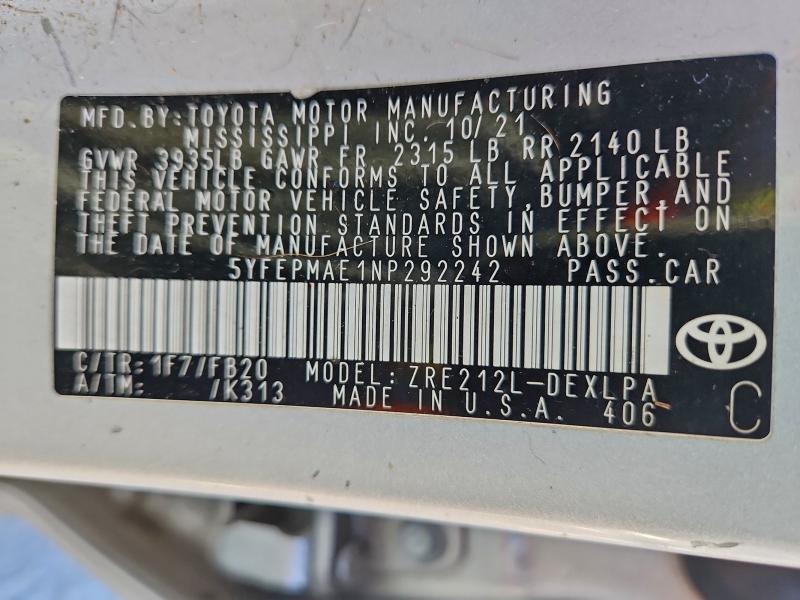 MFD. BY: TOYOTA MOTOR MANUFACTURING
MISSISSIPPI INC. 10/21
GVWR 3935LB GAWR FR 2315 LB RR 2140 LB
THIS VEHICLE CONFORMS TO ALL APPLICABLE
FEDERAL MOTOR VEHICLE SAFETY, BUMPER, AND
THEFT PREVENTION STANDARDS IN EFFECT ON
THE DATE OF MANUFACTURE SHOWN ABOVE.
5YFEPMAE1NP292242 PASS. CAR
C/TR: 1F7/FB20 MODEL: ZRE212L-DEXLPA
A/TM: /K313 MADE IN U.S.A. 406 C